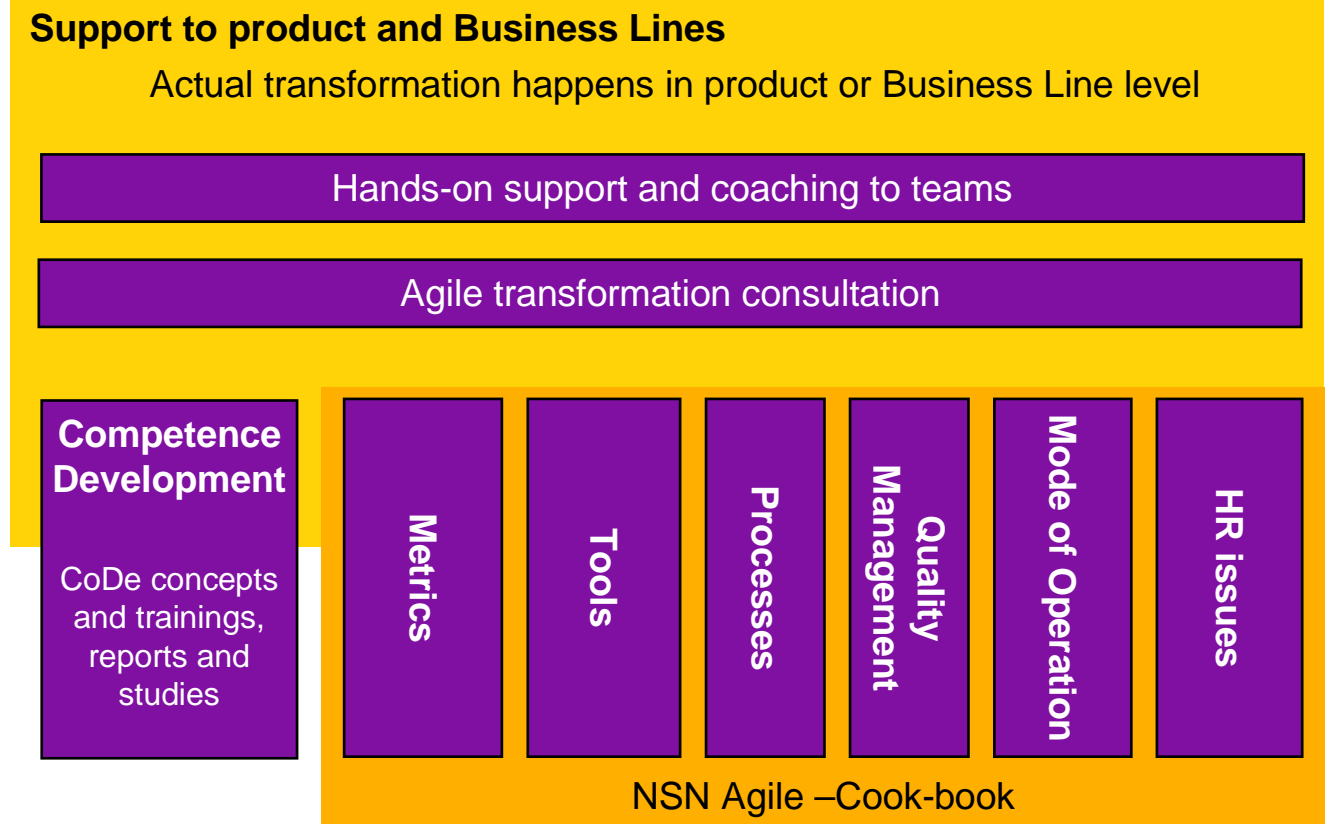 Support to product and Business Lines
Actual transformation happens in product or Business Line level
Hands-on support and coaching to teams
Agile transformation consultation
Competence
Development
CoDe concepts
and trainings,
reports and
studies
Metrics
Tools
Processes
Quality
Management
Mode of Operation
HR issues
NSN Agile –Cook-book